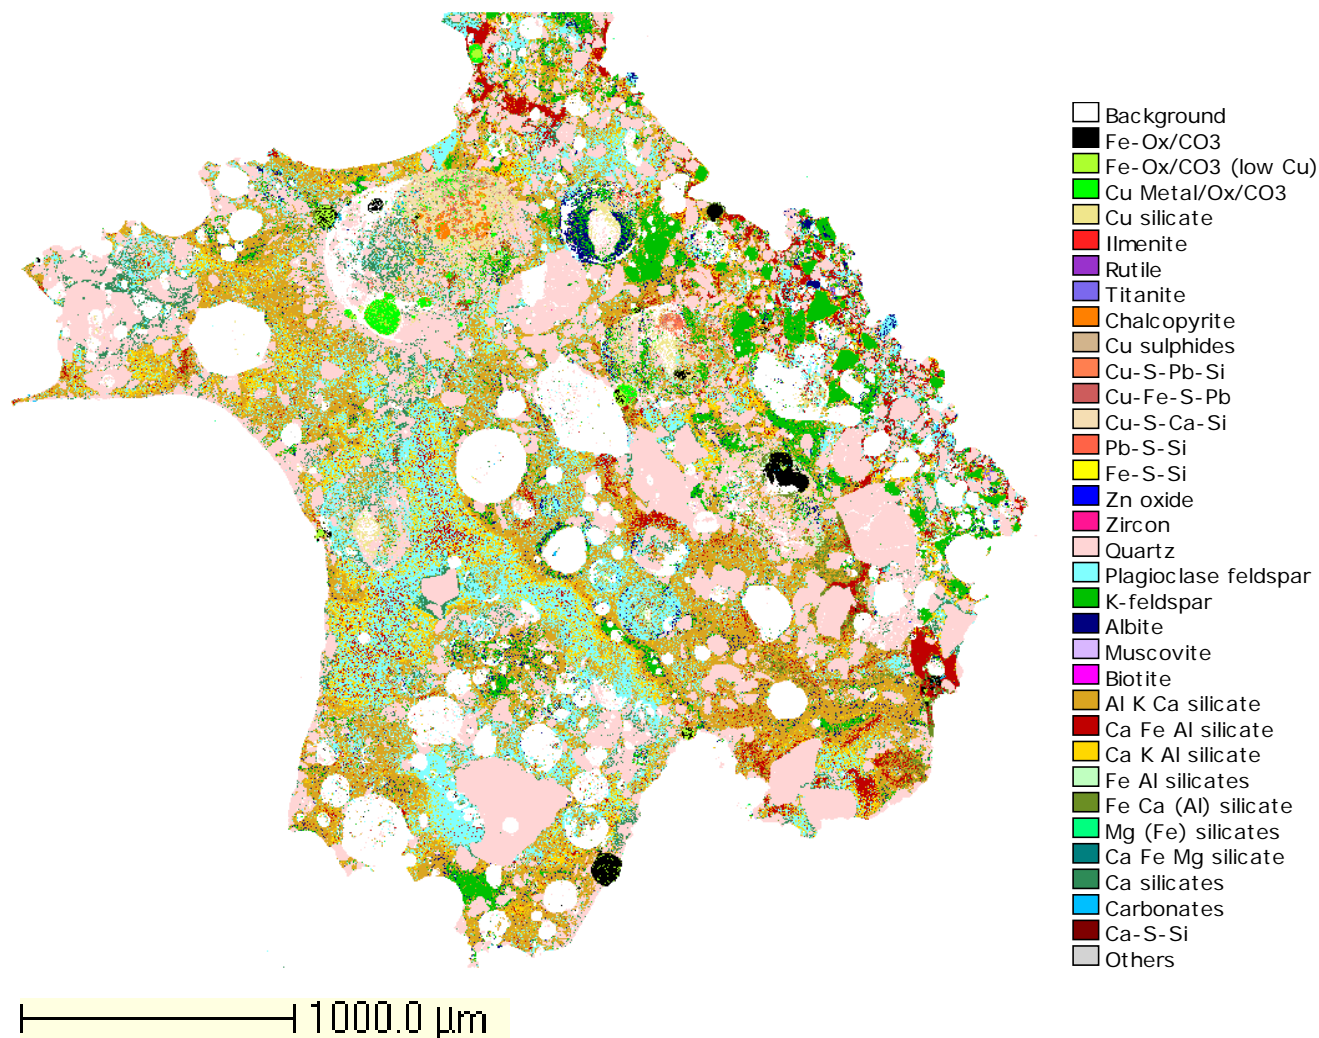 Background
Fe-Ox/CO3
Fe-Ox/CO3 (low Cu)
Cu Metal/Ox/CO3
Cu silicate
Ilmenite
Rutile
Titanite
Chalcopyrite
Cu sulphides
Cu-S-Pb-Si
Cu-Fe-S-Pb
Cu-S-Ca-Si
Pb-S-Si
Fe-S-Si
Zn oxide
Zircon
Quartz
Plagioclase feldspar
K-feldspar
Albite
Muscovite
Biotite
Al K Ca silicate
Ca Fe Al silicate
Ca K Al silicate
Fe Al silicates
Fe Ca (Al) silicate
Mg (Fe) silicates
Ca Fe Mg silicate
Ca silicates
Carbonates
Ca-S-Si
Others
1000.0 µm